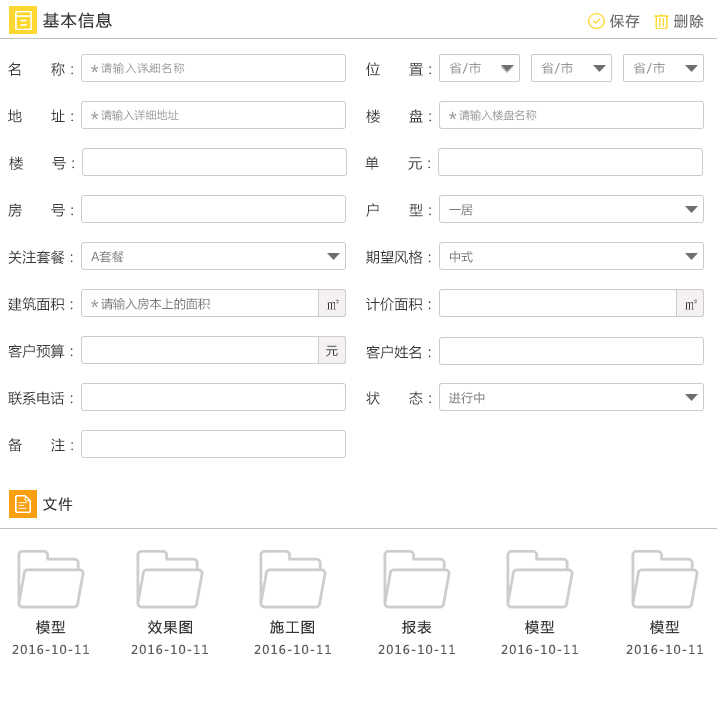 基本信息 保存 删除
名 称: *请输入详細名称 位 置: 省/市 省/市 省/市
地 址: *请输入详细地址 楼 盘: *请输入楼盘名称
楼 号: 单 元:
房 号: 户 型: 一居
关注套餐: A套餐 期望风格: 中式
建筑面积: *请输入房本上的面积 ㎡ 计价面积: ㎡
客户预算: 元 客户姓名:
联系电话: 状 态: 进行中
备 注:
文件
模型 效果图 施工图 报表 模型 模型
2016-10-11 2016-10-11 2016-10-11 2016-10-11 2016-10-11 2016-10-11